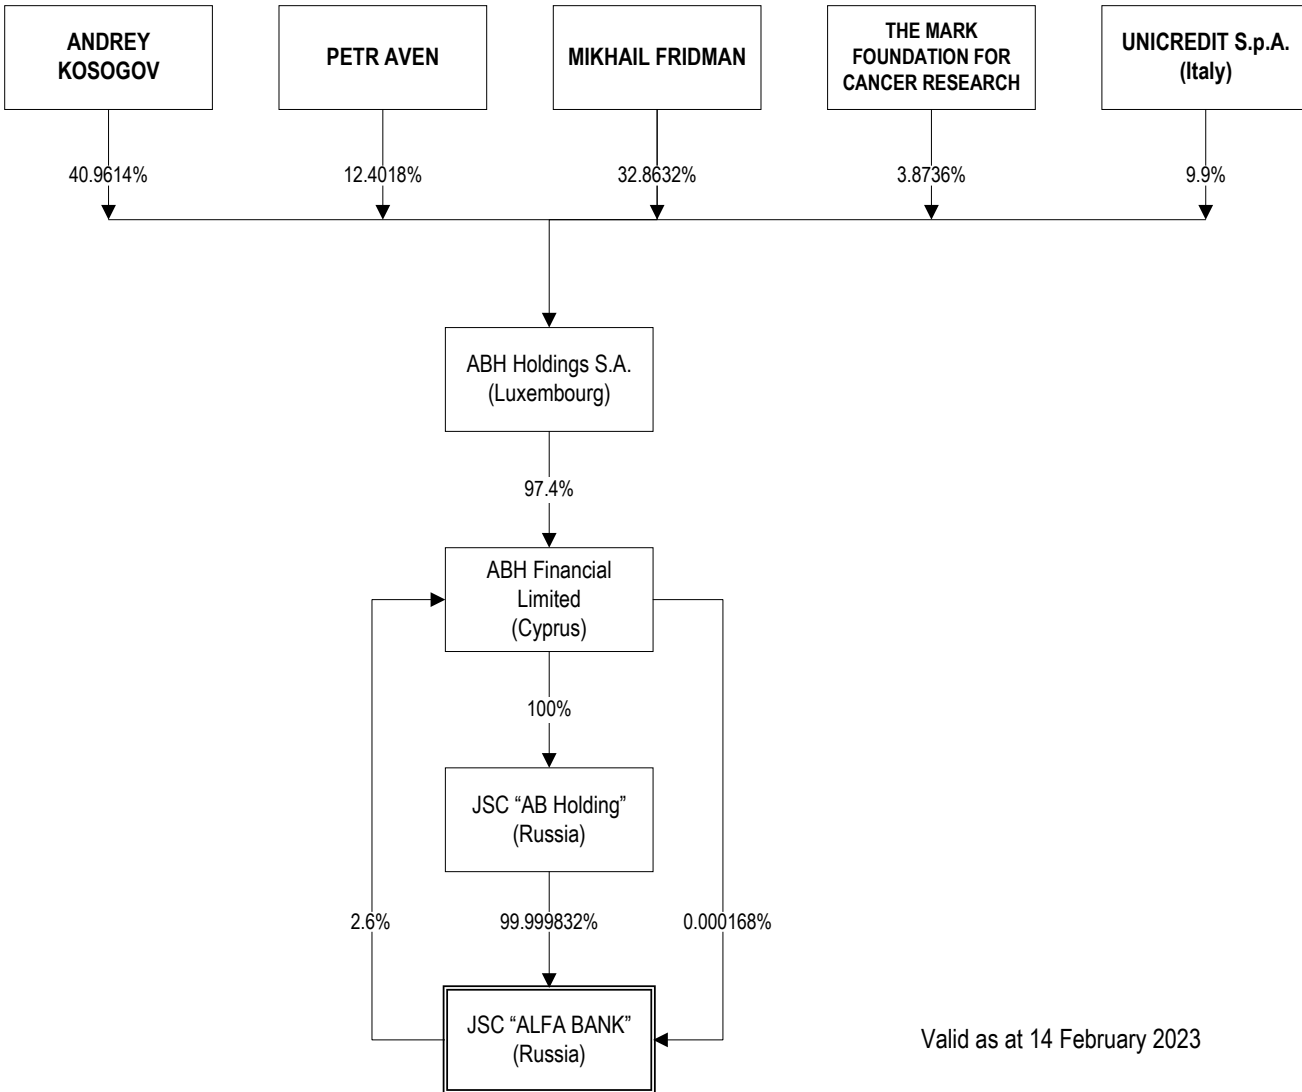 ANDREY
KOSOGOV
PETR AVEN
MIKHAIL FRIDMAN
THE MARK
FOUNDATION FOR
CANCER RESEARCH
UNICREDIT S.p.A.
(Italy)
40.9614%
12.4018%
32.8632%
3.8736%
9.9%
ABH Holdings S.A.
(Luxembourg)
97.4%
ABH Financial
Limited
(Cyprus)
100%
JSC “AB Holding”
(Russia)
2.6%
99.999832%
0.000168%
JSC “ALFA BANK”
(Russia)
Valid as at 14 February 2023